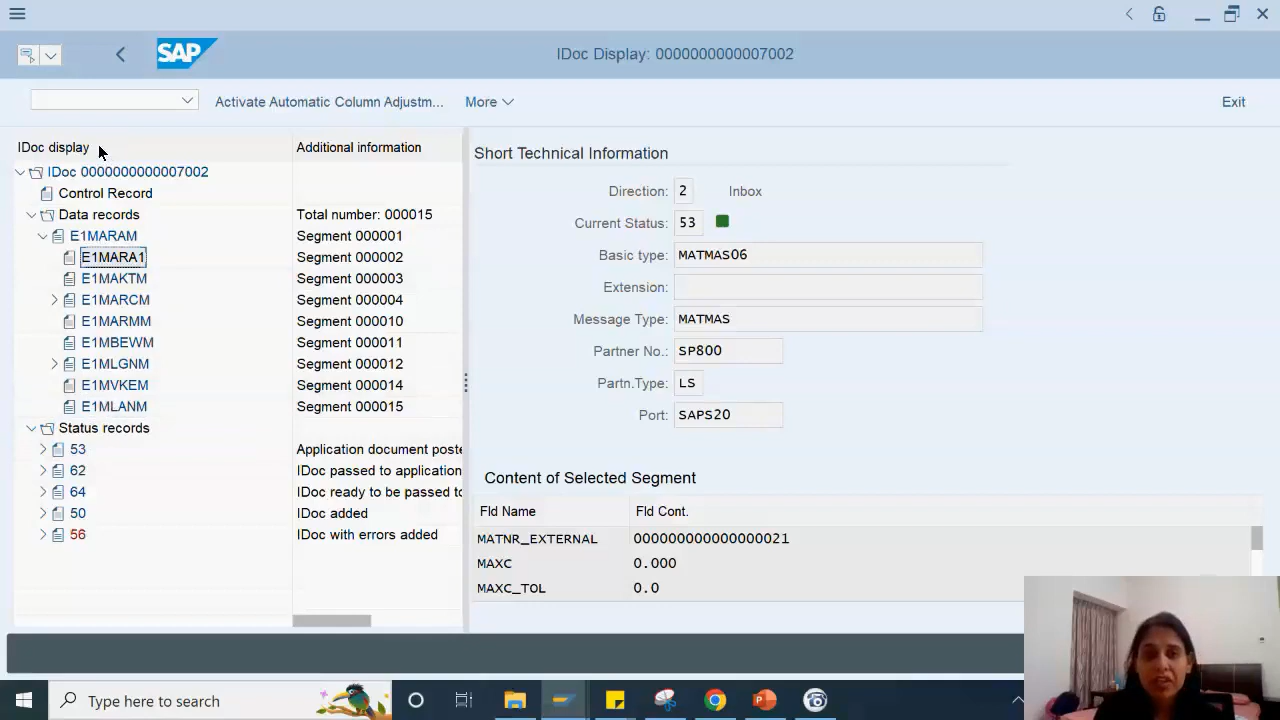 SAP
IDoc Display: 0000000000007002
Activate Automatic Column Adjustm...
More
Exit
IDoc display
Additional information
IDoc 0000000000007002
Control Record
Data records
Total number: 000015
E1MARAM
Segment 000001
E1MARA1
Segment 000002
E1MAKTM
Segment 000003
E1MARCM
Segment 000004
E1MARMM
Segment 000010
E1MBEWM
Segment 000011
E1MLGNM
Segment 000012
E1MVKEM
Segment 000014
E1MLANM
Segment 000015
Status records
53
Application document poste
62
IDoc passed to application
64
IDoc ready to be passed to
50
IDoc added
56
IDoc with errors added
Short Technical Information
Direction: 2 Inbox
Current Status: 53
Basic type: MATMAS06
Extension:
Message Type: MATMAS
Partner No.: SP800
Partn.Type: LS
Port: SAPS20
Content of Selected Segment
Fld Name
Fld Cont.
MATNR_EXTERNAL
000000000000000021
MAXC
0.000
MAXC_TOL
0.0
Type here to search